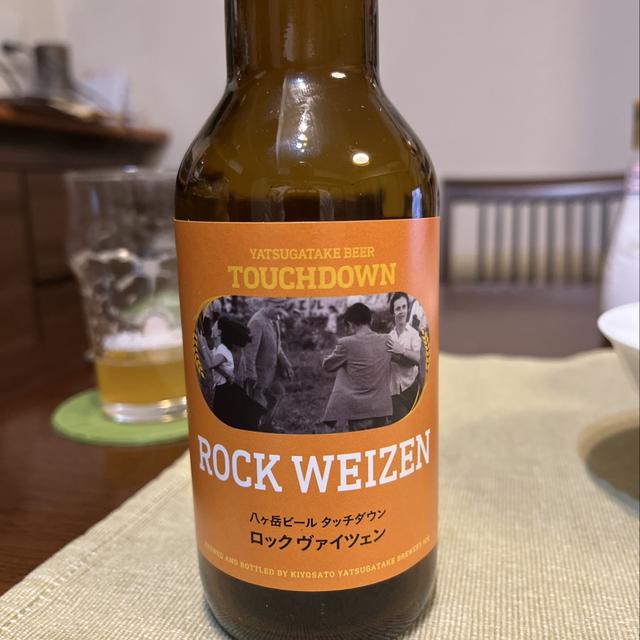 YATSUGATAKE BEER
TOUCHDOWN
ROCK WEIZEN
八ヶ岳ビール タッチダウン
ロック ヴァイツェン
BREWED AND BOTTLED BY KIYOSATO YATSUGATAKE BREWERY